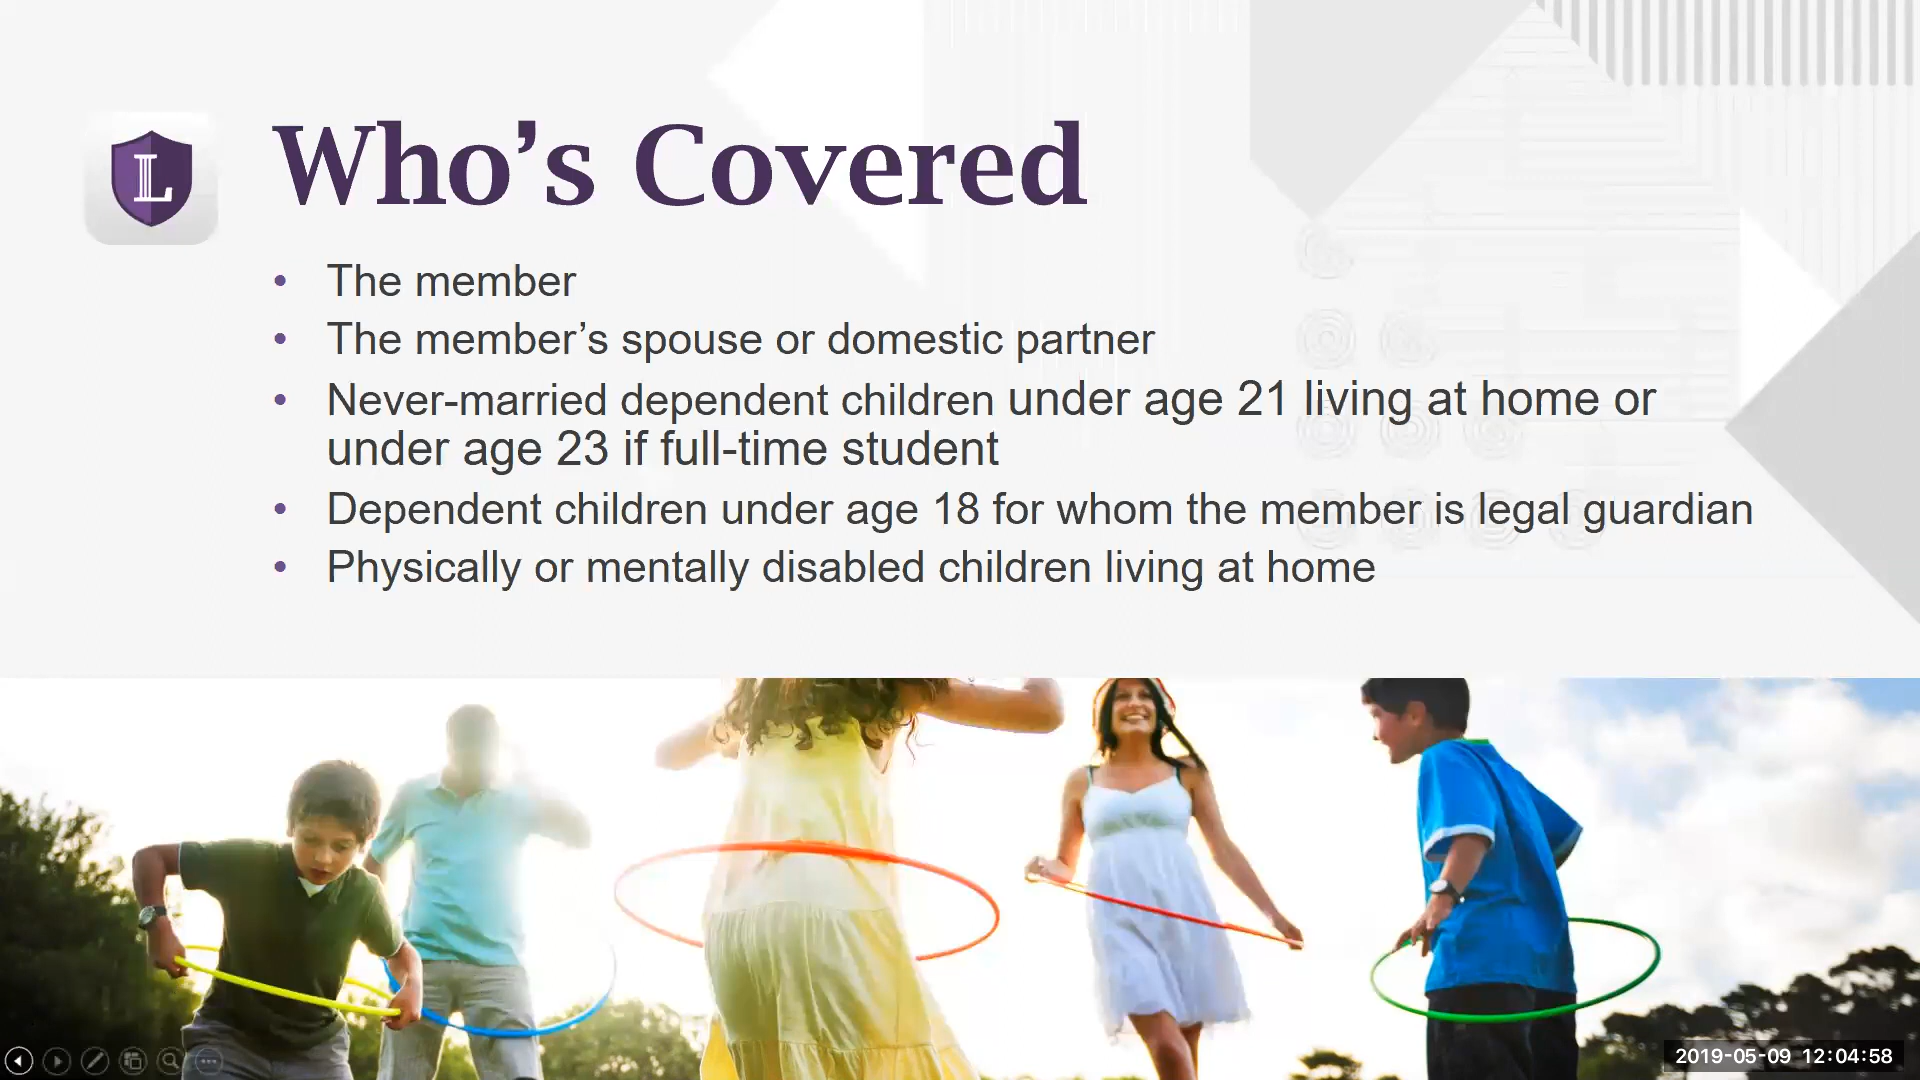 L
Who’s Covered
• The member
• The member’s spouse or domestic partner
• Never-married dependent children under age 21 living at home or
under age 23 if full-time student
• Dependent children under age 18 for whom the member is legal guardian
• Physically or mentally disabled children living at home
2019-05-09 12:04:58